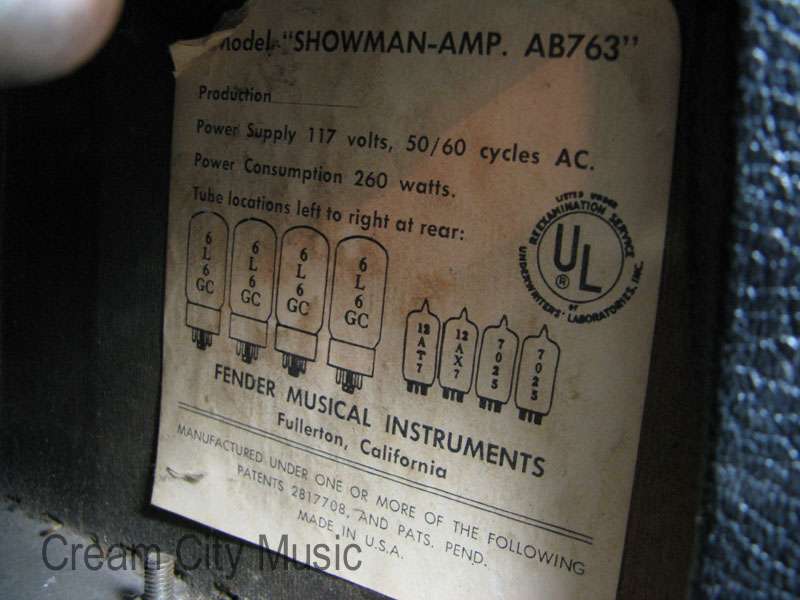 Model "SHOWMAN-AMP. AB763"
Production
Power Supply 117 volts, 50/60 cycles AC.
Power Consumption 260 watts.
Tube locations left to right at rear:
LISTED UNDER
REEXAMINATION SERVICE
UL
®
OF
UNDERWRITERS' LABORATORIES, INC.
6L6GC
6L6GC
6L6GC
6L6GC
12AT7
12AX7
7025
7025
FENDER MUSICAL INSTRUMENTS
Fullerton, California
MANUFACTURED UNDER ONE OR MORE OF THE FOLLOWING
PATENTS 2817708, AND PATS. PEND.
MADE IN U.S.A.
Cream City Music